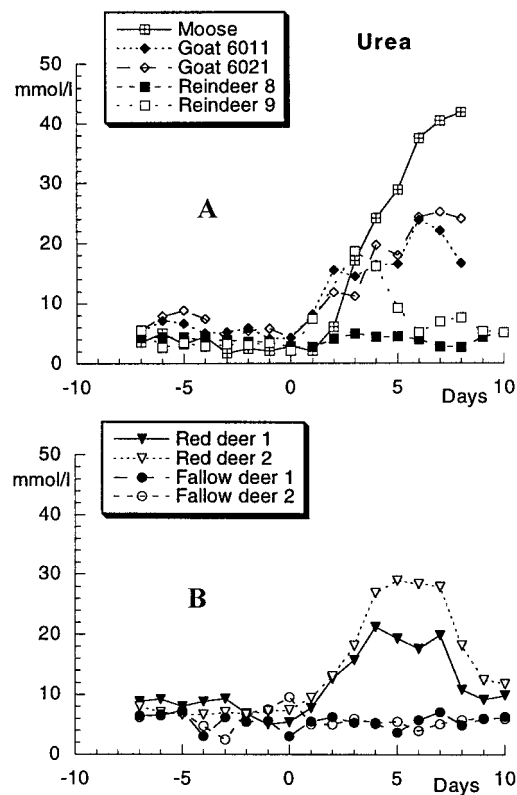 Moose
Goat 6011
Goat 6021
Reindeer 8
Reindeer 9
Urea
mmol/l
50
40
30
20
10
0
A
-10 -5 0 5 10
Days
Red deer 1
Red deer 2
Fallow deer 1
Fallow deer 2
mmol/l
50
40
30
20
10
0
B
-10 -5 0 5 10
Days